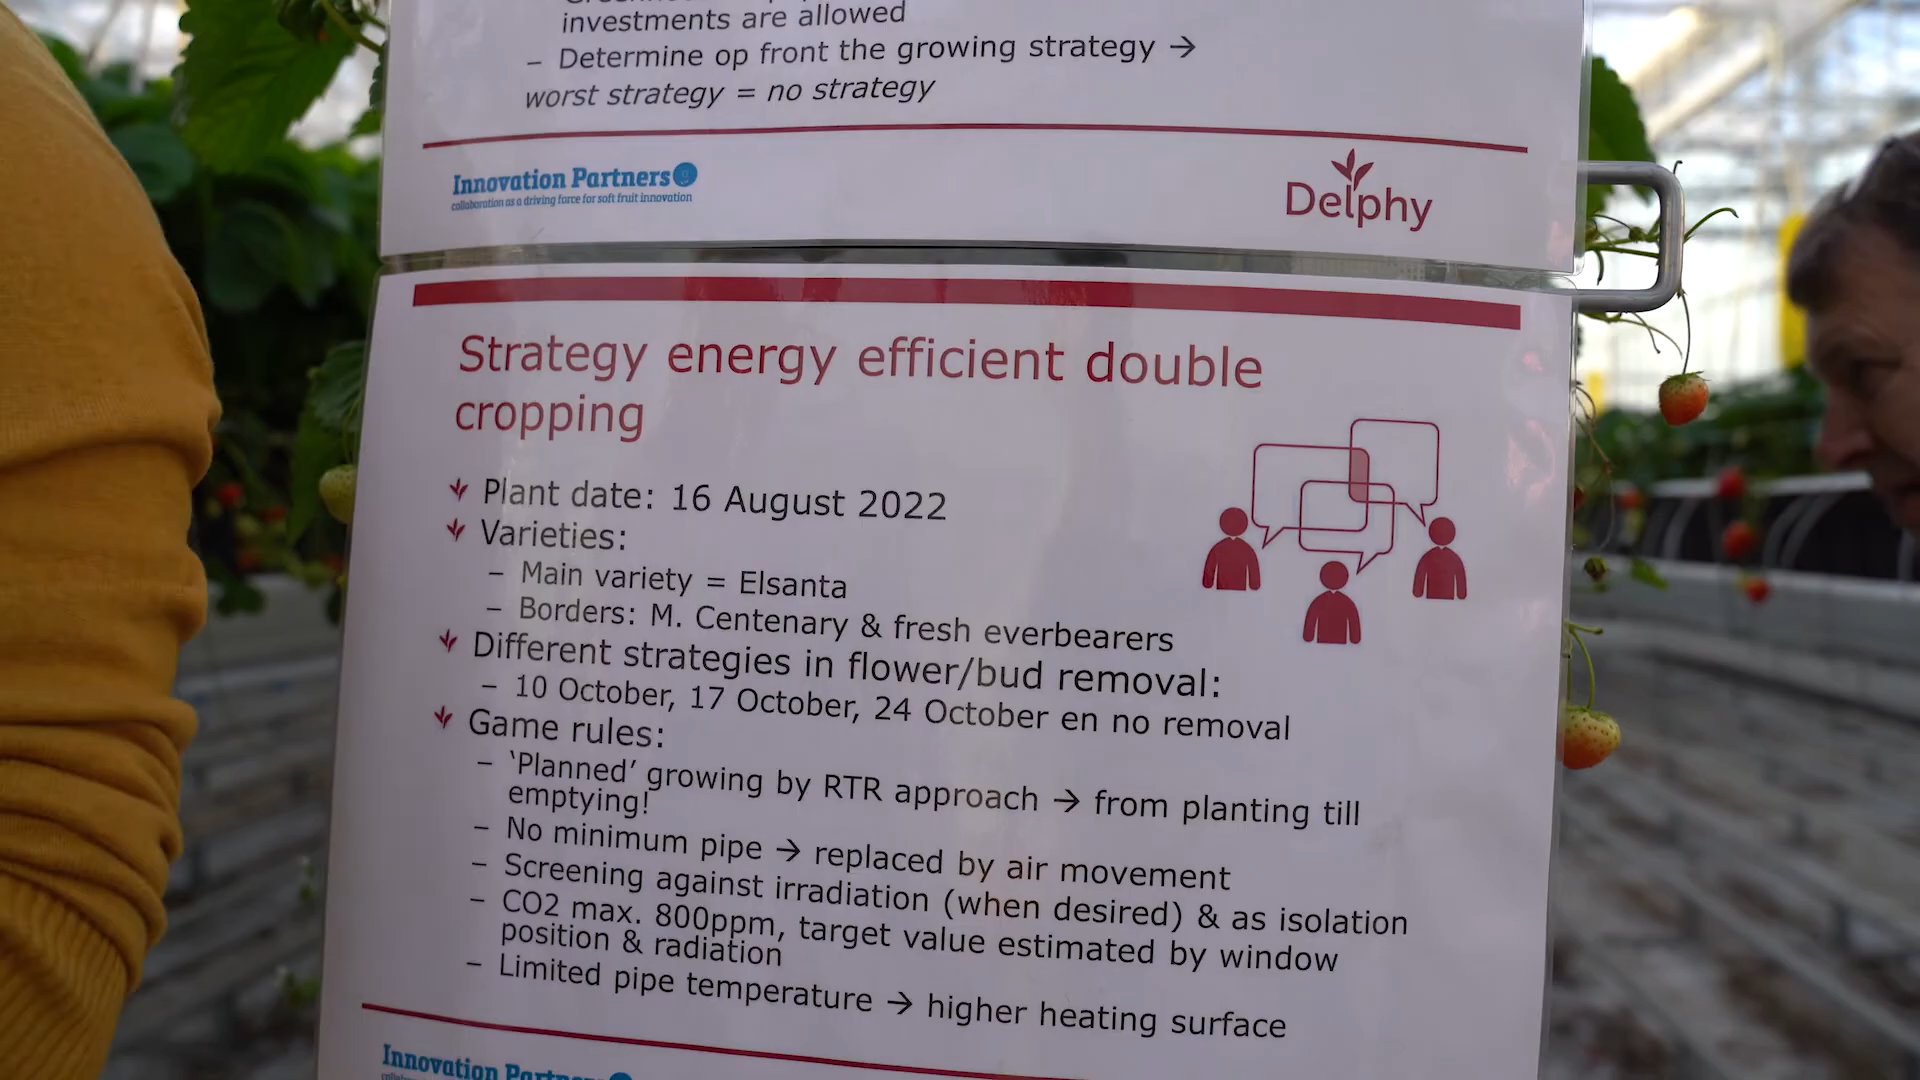 investments are allowed
– Determine op front the growing strategy →
worst strategy = no strategy
Innovation Partners
collaboration as a driving force for soft fruit innovation
Delphy
Strategy energy efficient double
cropping
Plant date: 16 August 2022
Varieties:
– Main variety = Elsanta
– Borders: M. Centenary & fresh everbearers
Different strategies in flower/bud removal:
– 10 October, 17 October, 24 October en no removal
Game rules:
– ‘Planned’ growing by RTR approach → from planting till
emptying!
– No minimum pipe → replaced by air movement
– Screening against irradiation (when desired) & as isolation
– CO2 max. 800ppm, target value estimated by window
position & radiation
– Limited pipe temperature → higher heating surface
Innovation